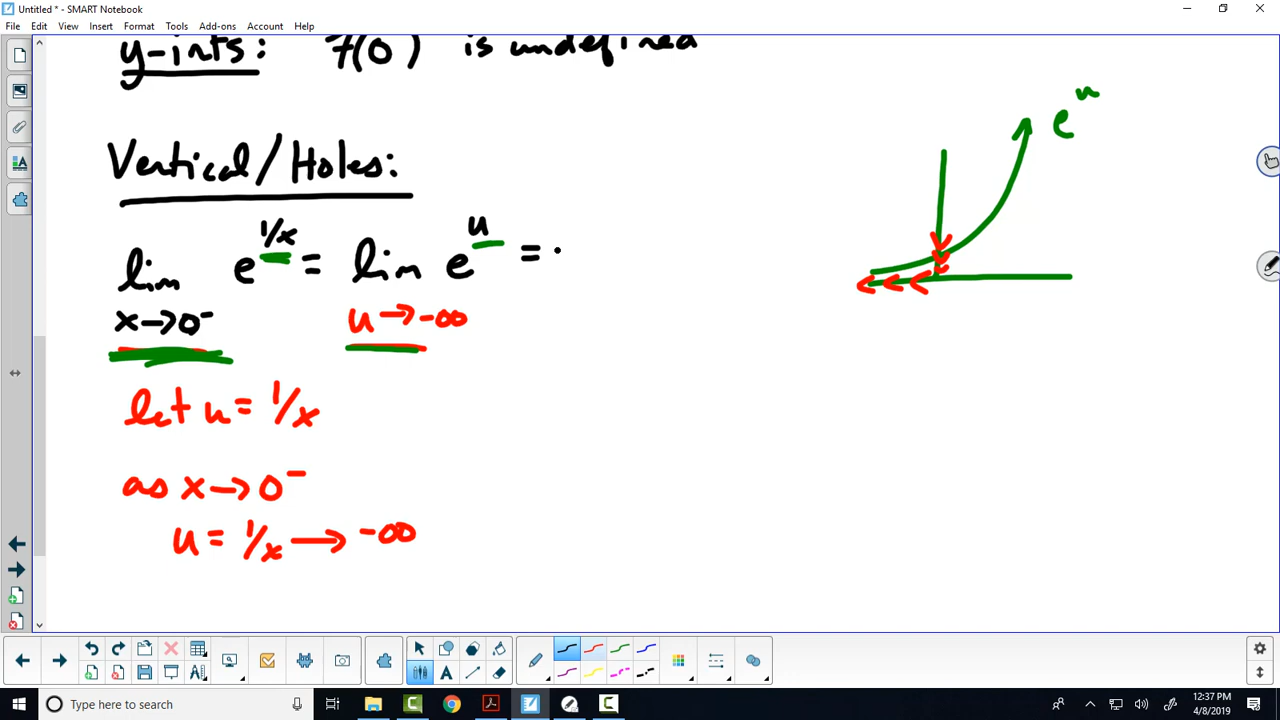 Untitled * - SMART Notebook
File Edit View Insert Format Tools Add-ons Account Help
y-ints: f(0) is undefined
Vertical/Holes:
lim e^1/x = lim e^u =
x→0⁻ u→-∞
let u = 1/x
as x→0⁻
u = 1/x → -∞
e^u
Type here to search
12:37 PM
4/8/2019